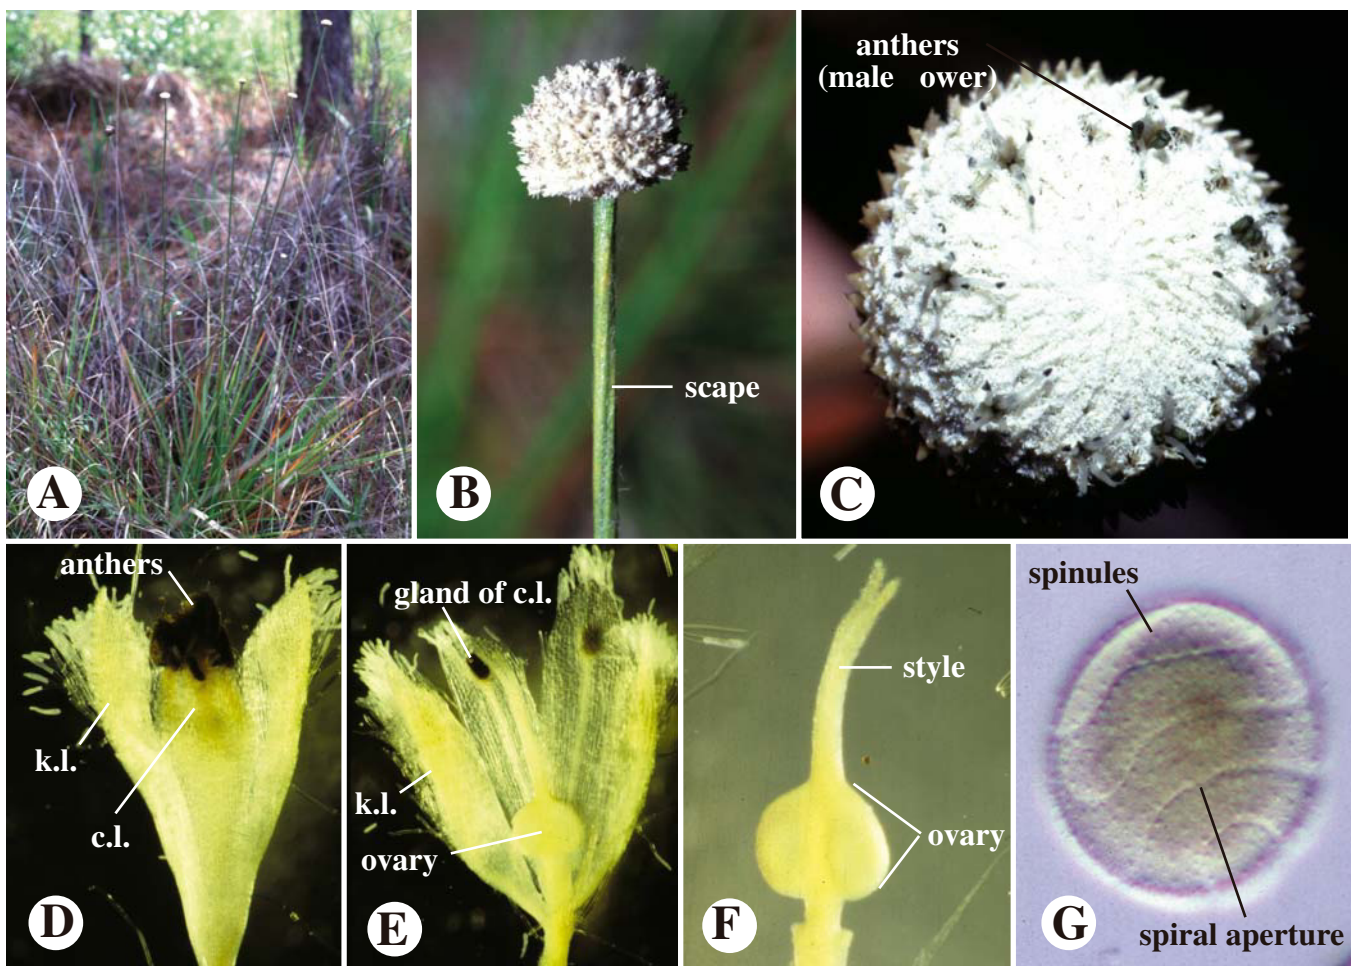 A
B
scape
C
anthers
(male ower)
D
anthers
k.l.
c.l.
E
gland of c.l.
k.l.
ovary
F
style
ovary
G
spinules
spiral aperture